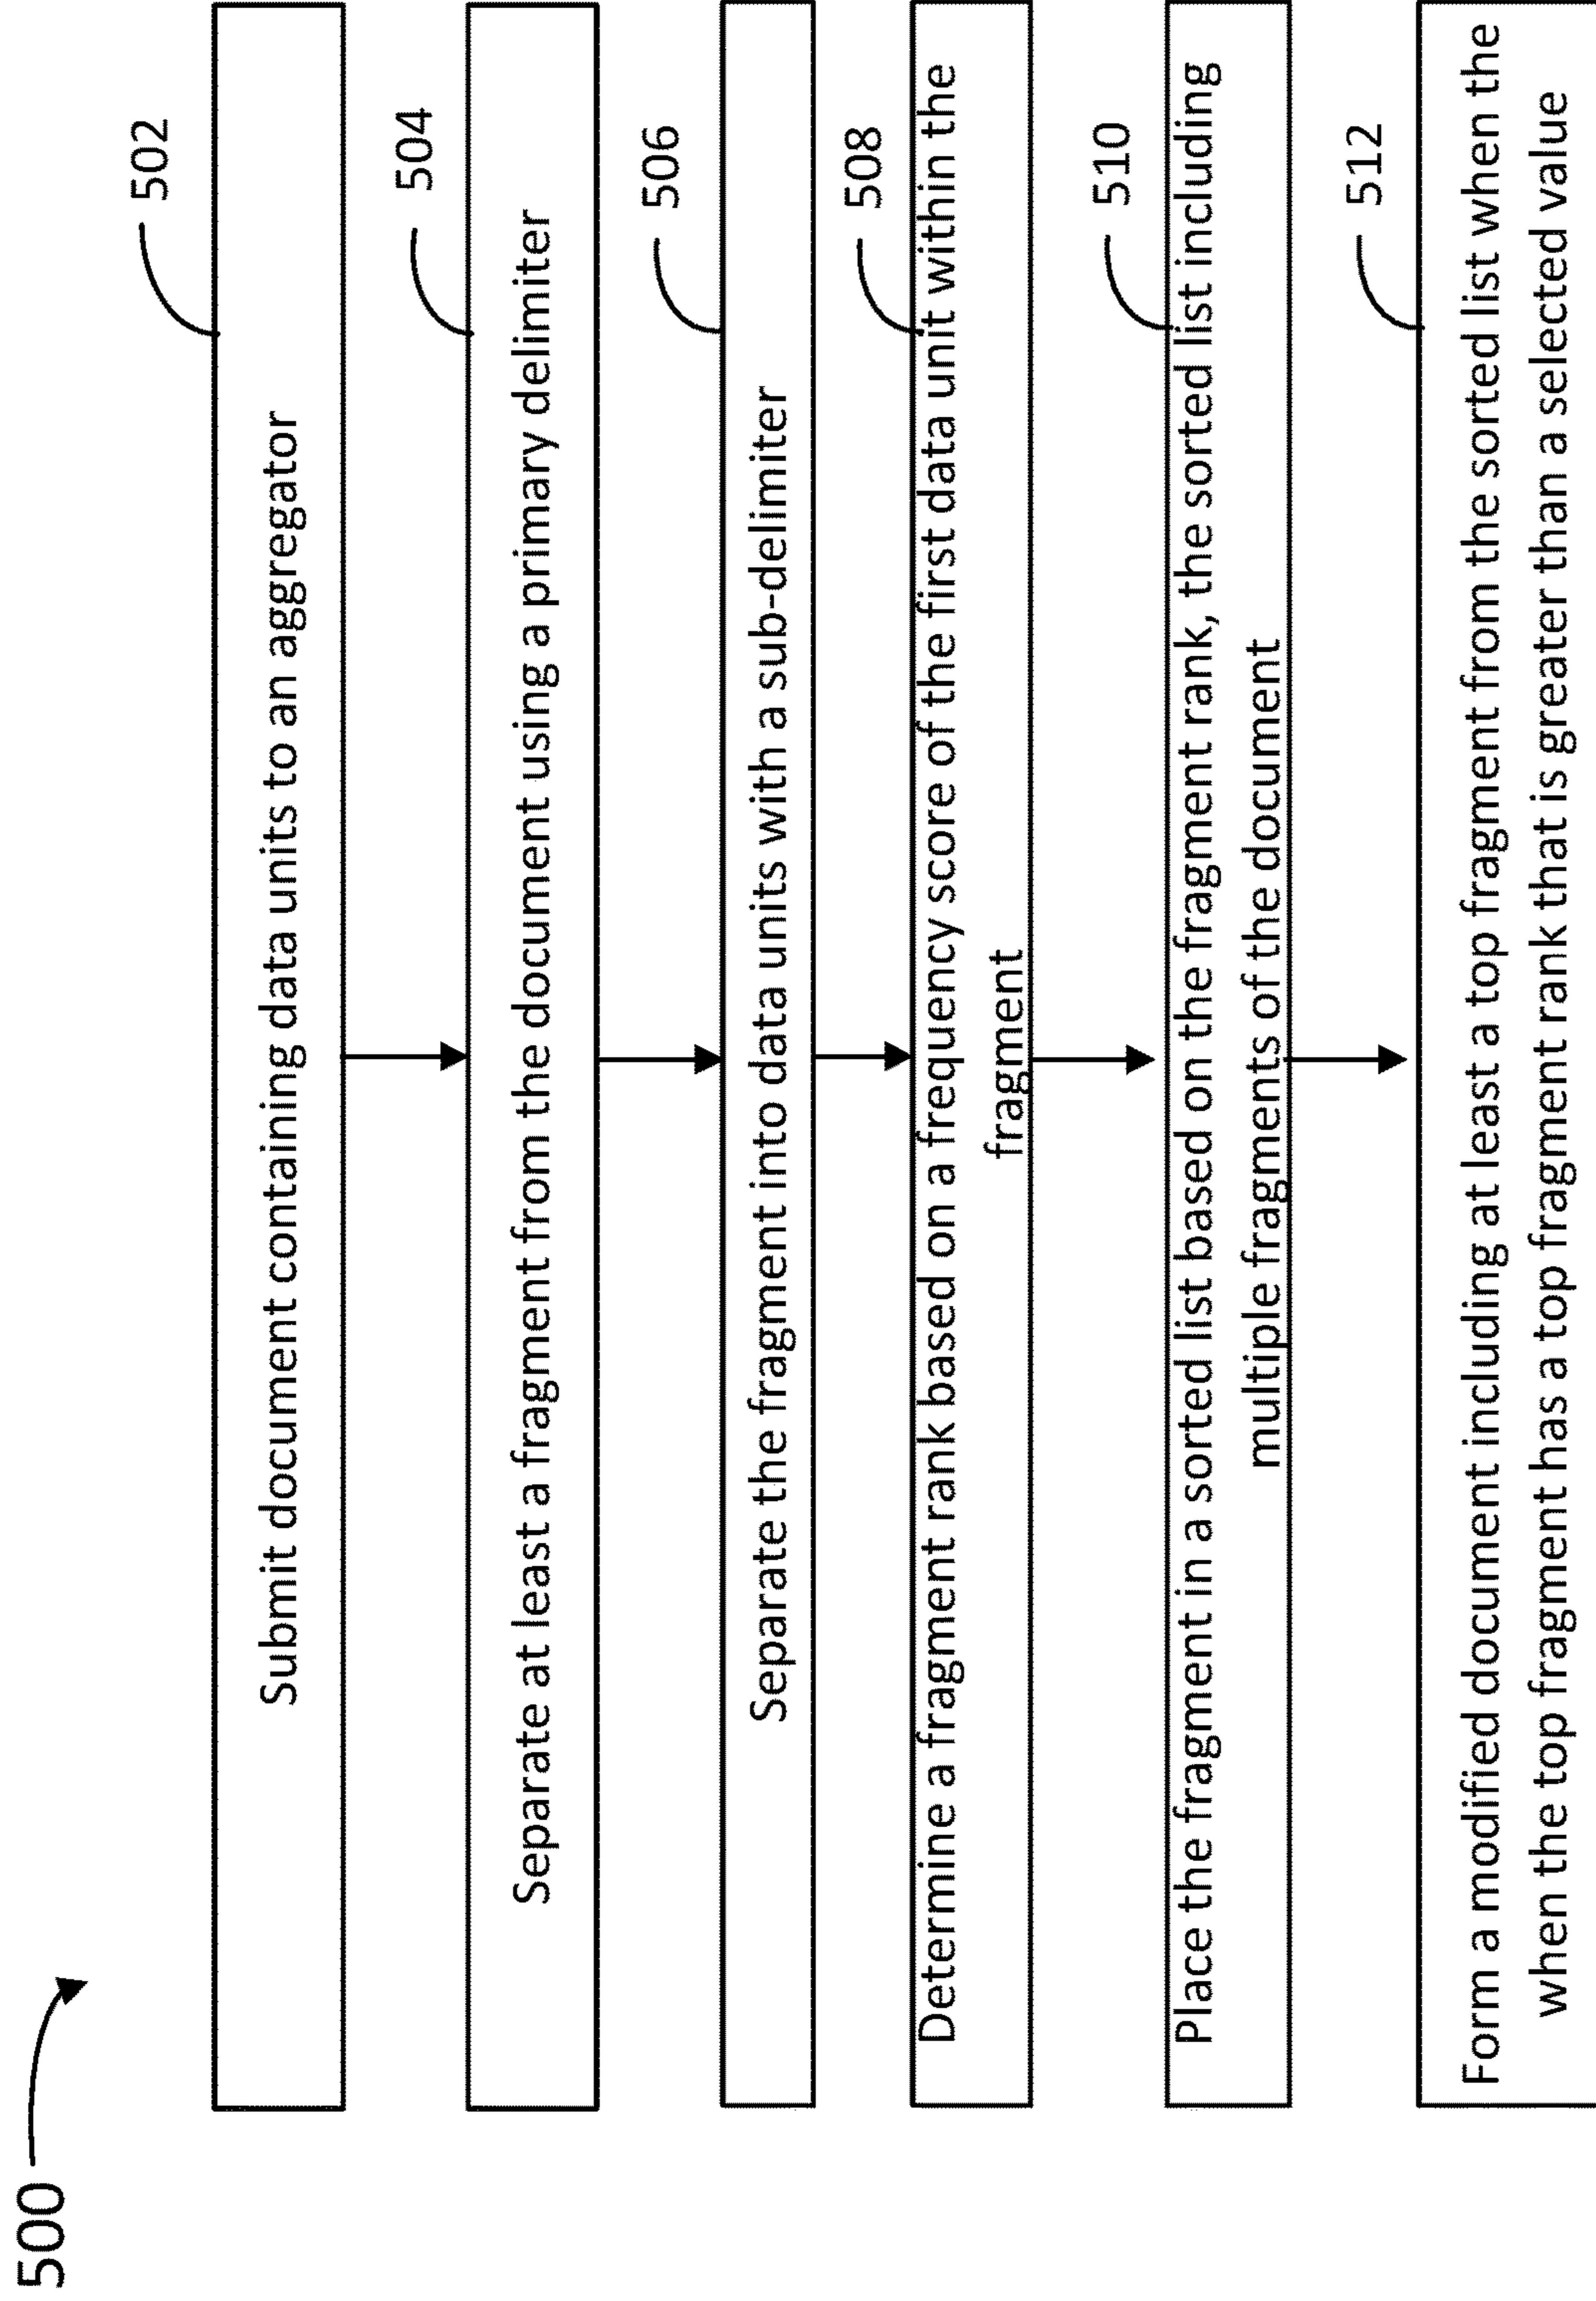 500
502
Submit document containing data units to an aggregator
504
Separate at least a fragment from the document using a primary delimiter
506
Separate the fragment into data units with a sub-delimiter
508
Determine a fragment rank based on a frequency score of the first data unit within the
fragment
510
Place the fragment in a sorted list based on the fragment rank, the sorted list including
multiple fragments of the document
512
Form a modified document including at least a top fragment from the sorted list when the
when the top fragment has a top fragment rank that is greater than a selected value